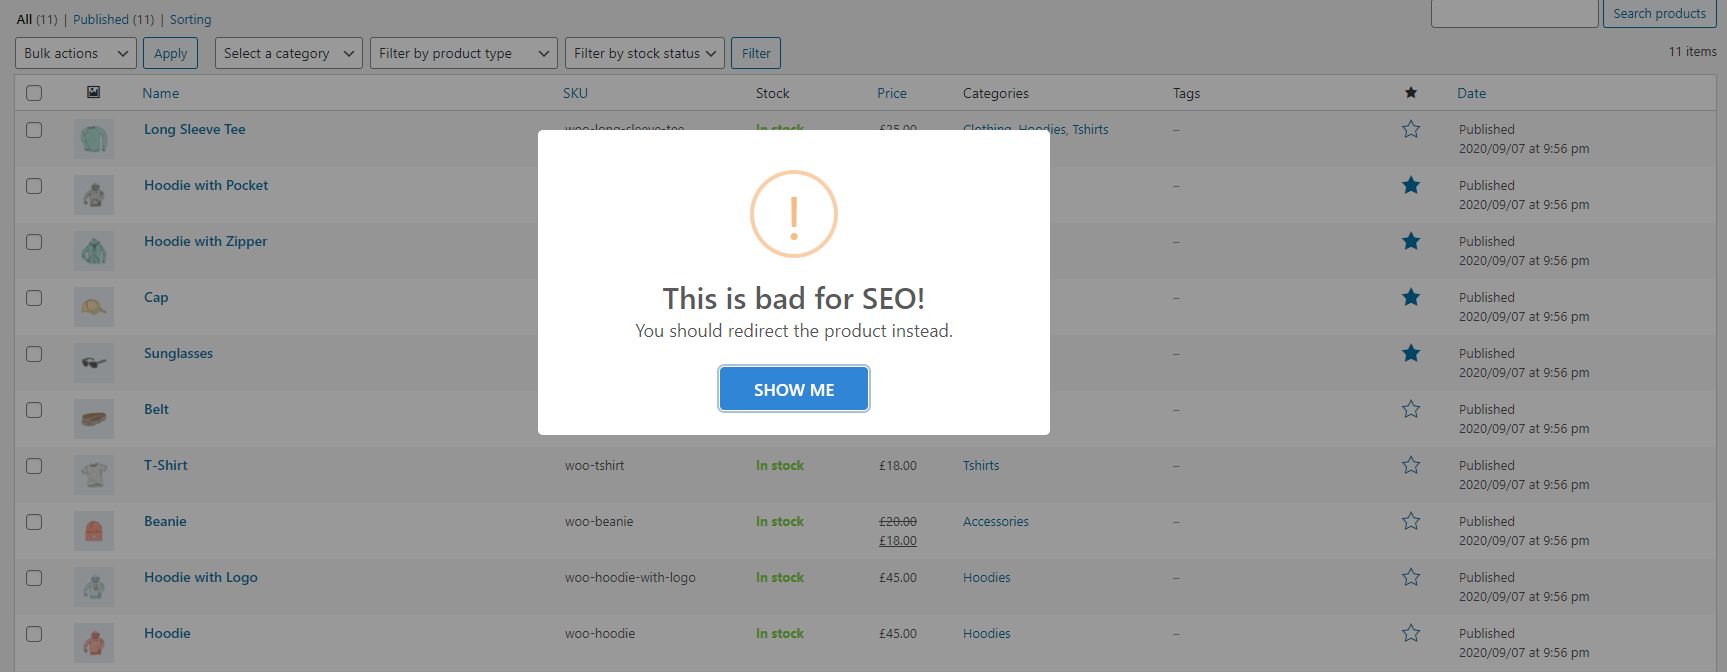 All (11) | Published (11) | Sorting
Search products
Bulk actions Apply Select a category Filter by product type Filter by stock status Filter 11 items
Name SKU Stock Price Categories Tags Date
Long Sleeve Tee woo-long-sleeve-tee In stock £25.00 Clothing, Hoodies, Tshirts – Published
2020/09/07 at 9:56 pm
Hoodie with Pocket – Published
2020/09/07 at 9:56 pm
Hoodie with Zipper – Published
2020/09/07 at 9:56 pm
Cap – Published
2020/09/07 at 9:56 pm
Sunglasses – Published
2020/09/07 at 9:56 pm
Belt – Published
2020/09/07 at 9:56 pm
T-Shirt woo-tshirt In stock £18.00 Tshirts – Published
2020/09/07 at 9:56 pm
Beanie woo-beanie In stock £20.00 Accessories – Published
£18.00 2020/09/07 at 9:56 pm
Hoodie with Logo woo-hoodie-with-logo In stock £45.00 Hoodies – Published
2020/09/07 at 9:56 pm
Hoodie woo-hoodie In stock £45.00 Hoodies – Published
2020/09/07 at 9:56 pm
!
This is bad for SEO!
You should redirect the product instead.
SHOW ME